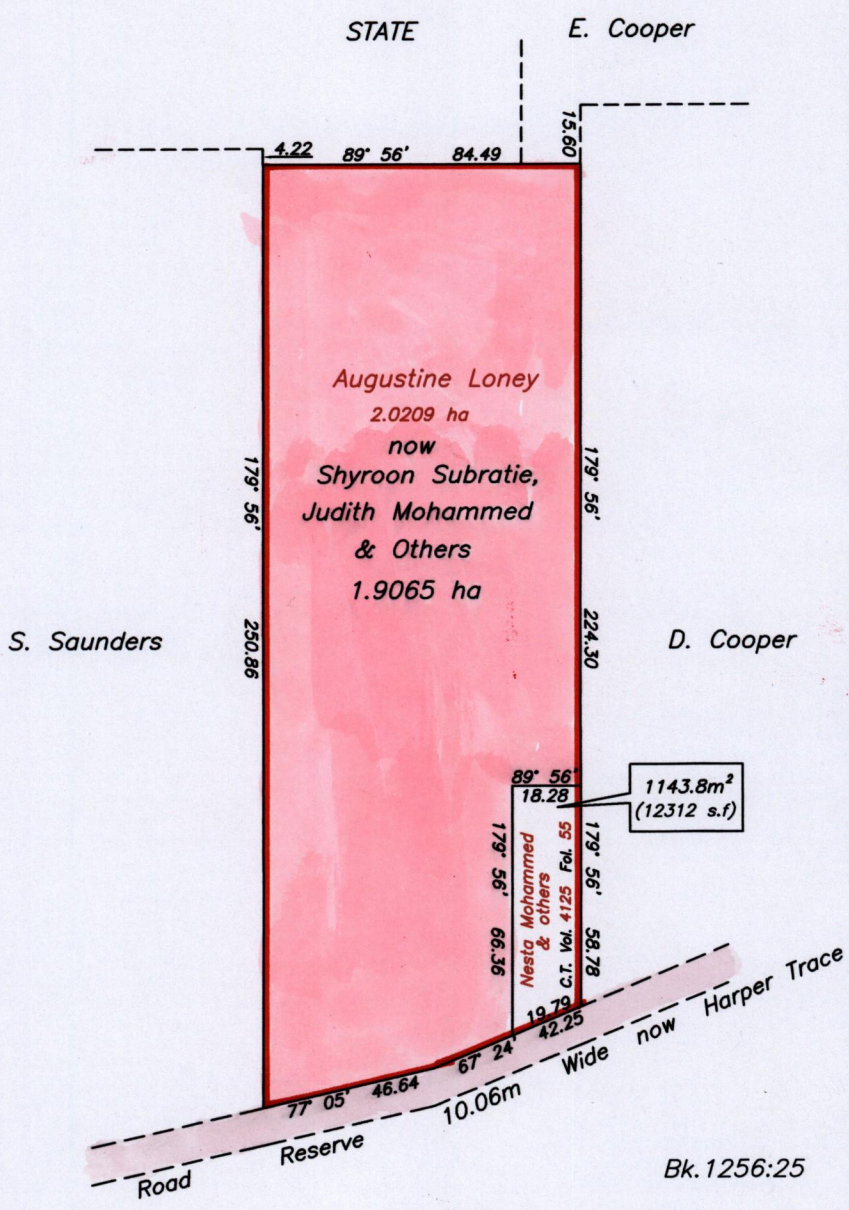 STATE
E. Cooper
15.60
4.22 89° 56' 84.49
Augustine Loney
2.0209 ha
now
Shyroon Subratie,
Judith Mohammed
& Others
1.9065 ha
179° 56' 250.86
179° 56' 224.30
S. Saunders
D. Cooper
89° 56'
18.28
1143.8m²
(12312 s.f)
179° 56' 66.36
Nesta Mohammed
& others
C.T. Vol. 4125 Fol. 55
179° 56' 58.78
19.79
67° 24' 42.25
77° 05' 46.64
Road Reserve 10.06m Wide now Harper Trace
Bk.1256:25